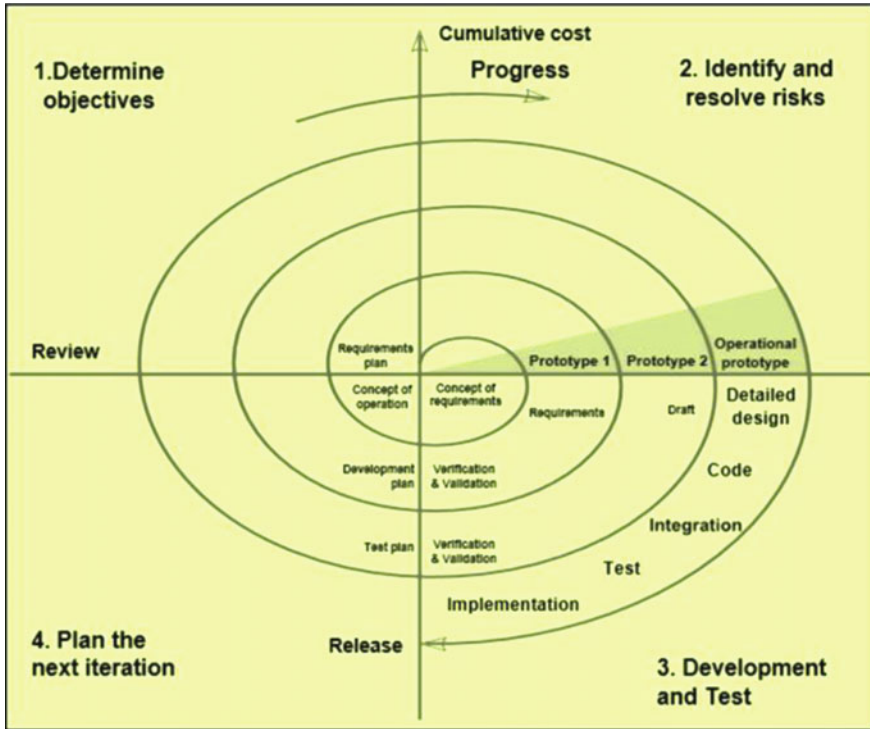 Cumulative cost
1.Determine
objectives
Progress
2. Identify and
resolve risks
Review
Requirements
plan
Prototype 1
Prototype 2
Operational
prototype
Concept of
operation
Concept of
requirements
Requirements
Draft
Detailed
design
Development
plan
Verification
& Validation
Code
Integration
Test plan
Verification
& Validation
Test
Implementation
4. Plan the
next iteration
Release
3. Development
and Test